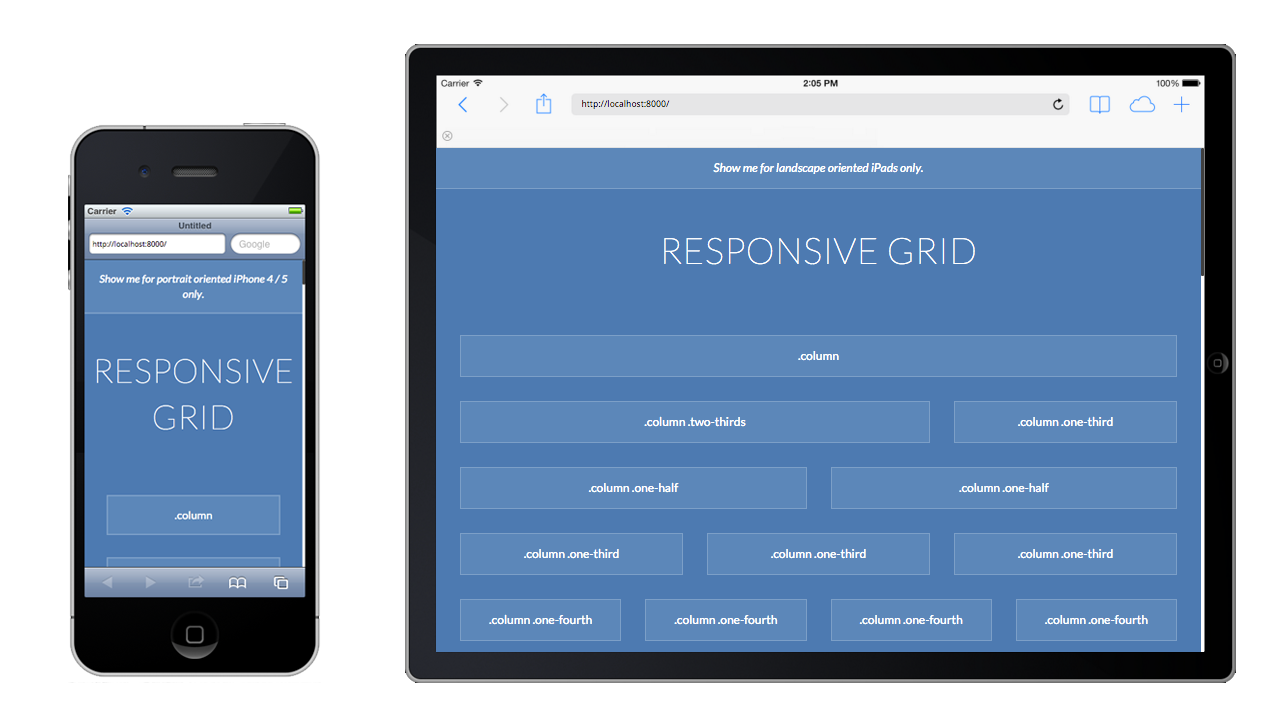 Carrier
Untitled
http://localhost:8000/
Google
Show me for portrait oriented iPhone 4 / 5
only.
RESPONSIVE
GRID
.column
Carrier
2:05 PM
100%
http://localhost:8000/
Show me for landscape oriented iPads only.
RESPONSIVE GRID
.column
.column .two-thirds
.column .one-third
.column .one-half
.column .one-half
.column .one-third
.column .one-third
.column .one-third
.column .one-fourth
.column .one-fourth
.column .one-fourth
.column .one-fourth